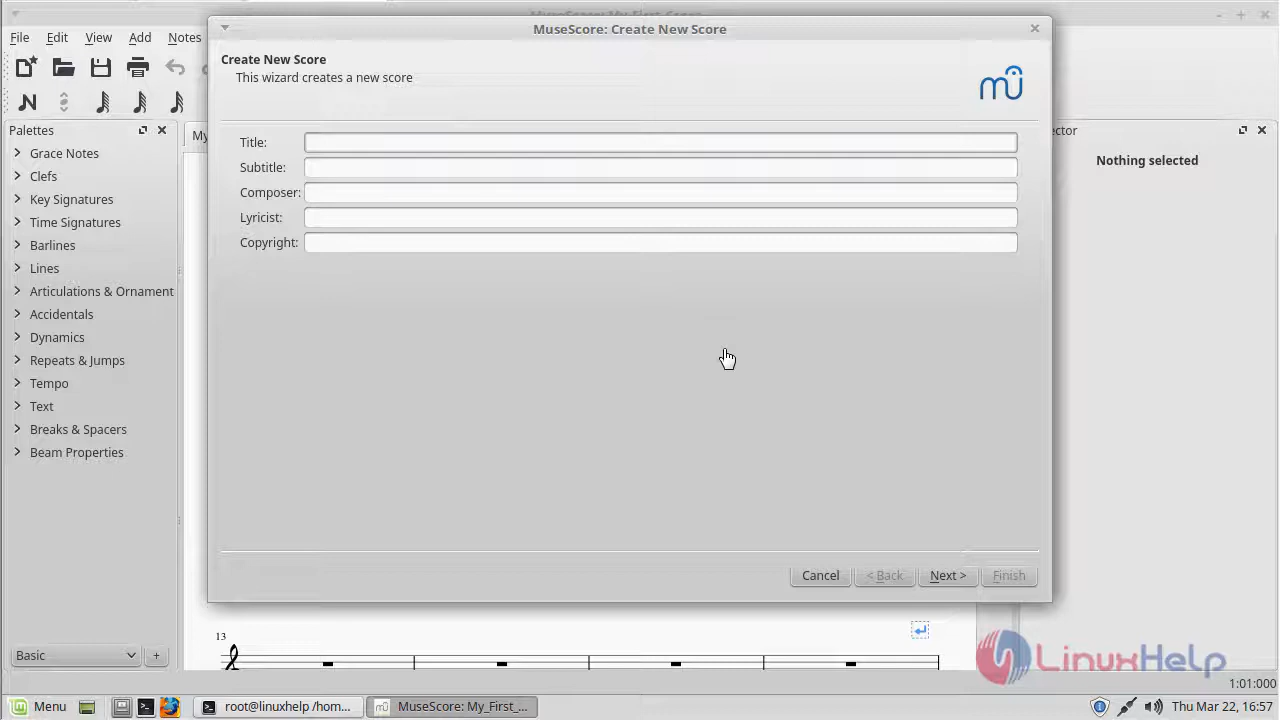 MuseScore: Create New Score
File Edit View Add Notes
Create New Score
This wizard creates a new score
Palettes
Grace Notes
Clefs
Key Signatures
Time Signatures
Barlines
Lines
Articulations & Ornament
Accidentals
Dynamics
Repeats & Jumps
Tempo
Text
Breaks & Spacers
Beam Properties
My
Title:
Subtitle:
Composer:
Lyricist:
Copyright:
ector
Nothing selected
Cancel < Back Next > Finish
13
Basic
+
LinuxHelp
1:01:000
Menu root@linuxhelp /hom... MuseScore: My_First_... Thu Mar 22, 16:57